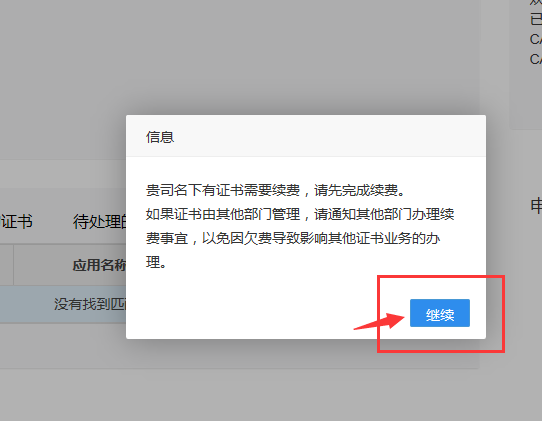 已
CA
CA
信息
贵司名下有证书需要续费，请先完成续费。
如果证书由其他部门管理，请通知其他部门办理续
费事宜，以免因欠费导致影响其他证书业务的办
理。
证书
待处理的
应用名称
没有找到匹
继续
申